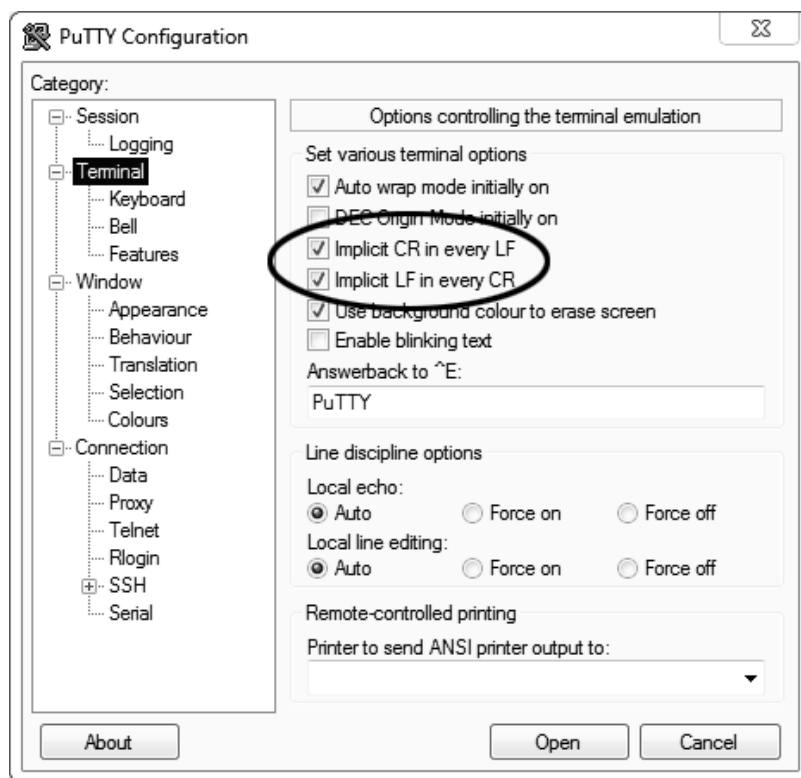 PuTTY Configuration
Category:
Session
Logging
Terminal
Keyboard
Bell
Features
Window
Appearance
Behaviour
Translation
Selection
Colours
Connection
Data
Proxy
Telnet
Rlogin
SSH
Serial
Options controlling the terminal emulation
Set various terminal options
Auto wrap mode initially on
DEC Origin Mode initially on
Implicit CR in every LF
Implicit LF in every CR
Use background colour to erase screen
Enable blinking text
Answerback to ^E:
PuTTY
Line discipline options
Local echo:
Auto Force on Force off
Local line editing:
Auto Force on Force off
Remote-controlled printing
Printer to send ANSI printer output to:
About Open Cancel